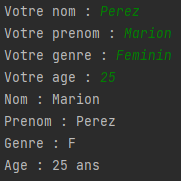 Votre nom : Perez
Votre prenom : Marion
Votre genre : Feminin
Votre age : 25
Nom : Marion
Prenom : Perez
Genre : F
Age : 25 ans